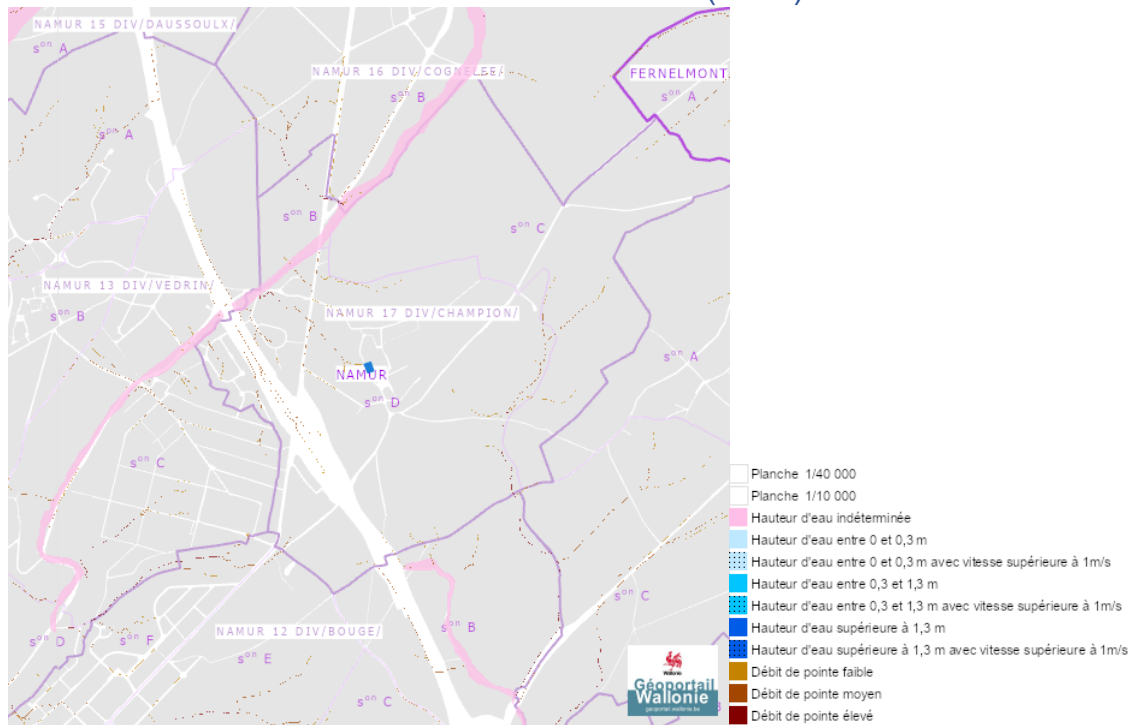 NAMUR 15 DIV/DAUSSOULX/
sᵒⁿ A
NAMUR 16 DIV/COGNELEE/
FERNELMONT
sᵒⁿ B
sᵒⁿ A
sᵒⁿ A
sᵒⁿ B
sᵒⁿ C
NAMUR 13 DIV/VEDRIN/
sᵒⁿ B
NAMUR 17 DIV/CHAMPION/
sᵒⁿ A
NAMUR
sᵒⁿ D
sᵒⁿ C
sᵒⁿ C
NAMUR 12 DIV/BOUGE/
sᵒⁿ D
sᵒⁿ F
sᵒⁿ B
sᵒⁿ E
sᵒⁿ C
B
Wallonie
Géoportail
Wallonie
geoportail.wallonie.be
Planche 1/40 000
Planche 1/10 000
Hauteur d'eau indéterminée
Hauteur d'eau entre 0 et 0,3 m
Hauteur d'eau entre 0 et 0,3 m avec vitesse supérieure à 1m/s
Hauteur d'eau entre 0,3 et 1,3 m
Hauteur d'eau entre 0,3 et 1,3 m avec vitesse supérieure à 1m/s
Hauteur d'eau supérieure à 1,3 m
Hauteur d'eau supérieure à 1,3 m avec vitesse supérieure à 1m/s
Débit de pointe faible
Débit de pointe moyen
Débit de pointe élevé